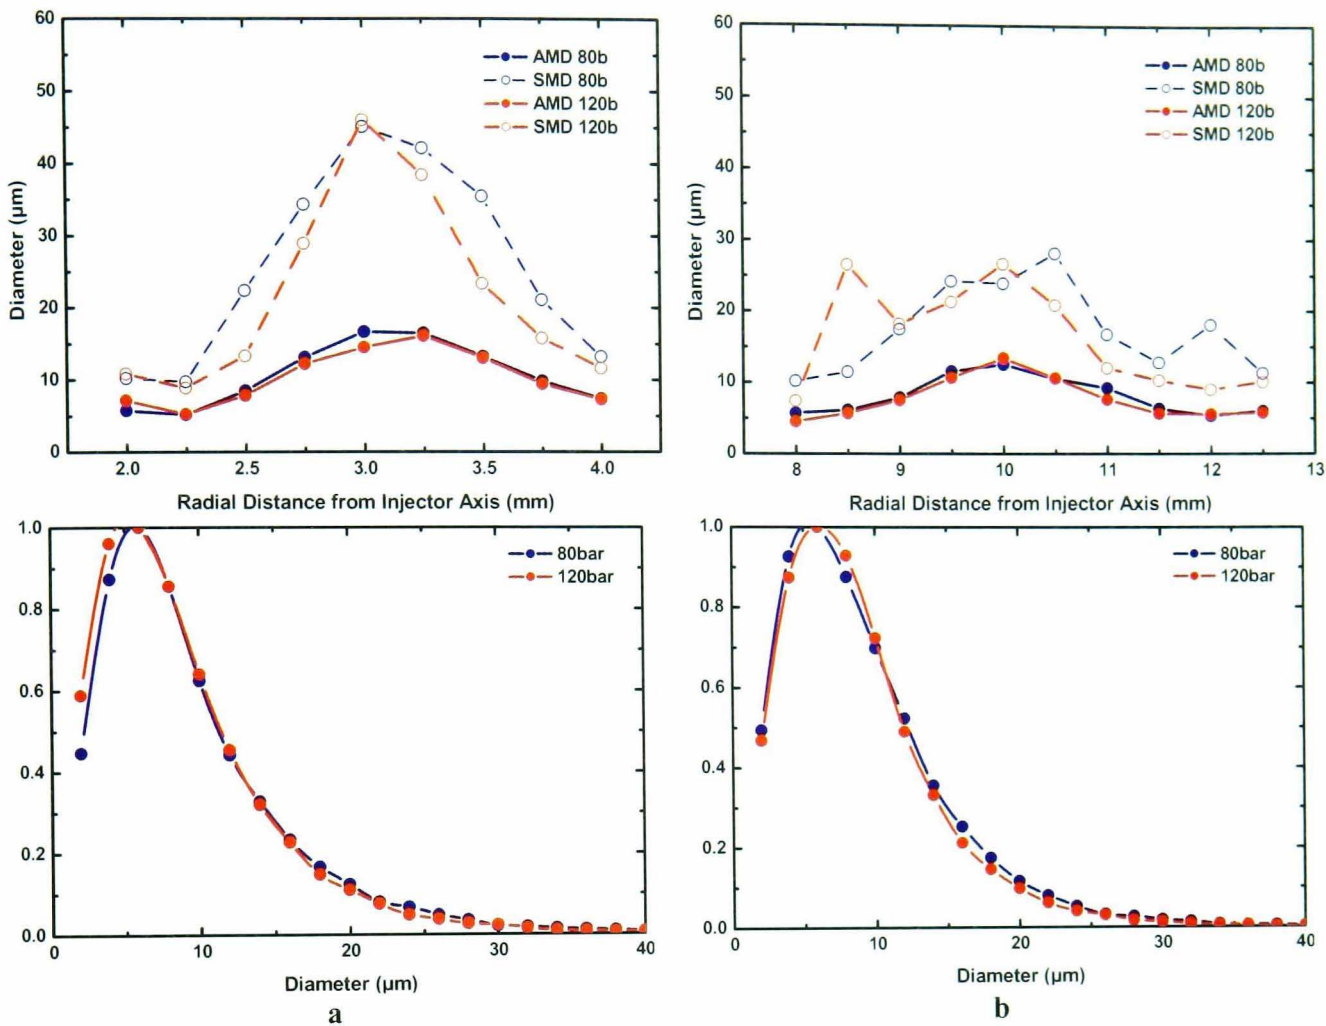 60
50
40
30
20
10
0
Diameter (µm)
AMD 80b
SMD 80b
AMD 120b
SMD 120b
2.0 2.5 3.0 3.5 4.0
Radial Distance from Injector Axis (mm)
60
50
40
30
20
10
0
Diameter (µm)
AMD 80b
SMD 80b
AMD 120b
SMD 120b
8 9 10 11 12 13
Radial Distance from Injector Axis (mm)
1.0
0.8
0.6
0.4
0.2
0.0
80bar
120bar
0 10 20 30 40
Diameter (µm)
a
1.0
0.8
0.6
0.4
0.2
0.0
80bar
120bar
0 10 20 30 40
Diameter (µm)
b